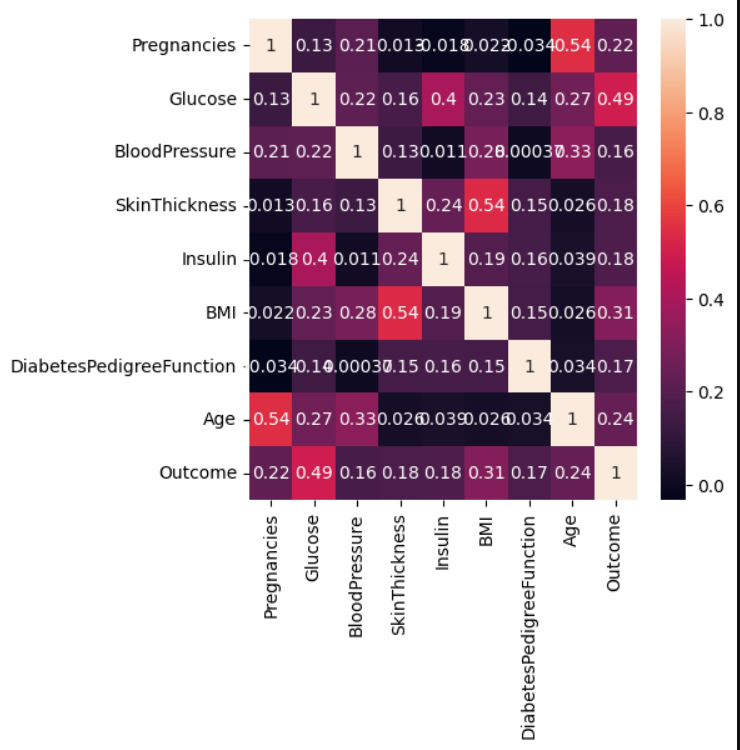 Pregnancies 1 0.13 0.21 0.013 -0.018 0.022 -0.034 0.54 0.22
Glucose 0.13 1 0.22 0.16 0.4 0.23 0.14 0.27 0.49
BloodPressure 0.21 0.22 1 0.13 0.011 0.28 0.00037 0.33 0.16
SkinThickness 0.013 0.16 0.13 1 0.24 0.54 0.15 0.026 0.18
Insulin -0.018 0.4 0.011 0.24 1 0.19 0.16 0.039 0.18
BMI 0.022 0.23 0.28 0.54 0.19 1 0.15 0.026 0.31
DiabetesPedigreeFunction -0.034 0.14 0.00037 0.15 0.16 0.15 1 0.034 0.17
Age 0.54 0.27 0.33 0.026 0.039 0.026 0.034 1 0.24
Outcome 0.22 0.49 0.16 0.18 0.18 0.31 0.17 0.24 1
Pregnancies
Glucose
BloodPressure
SkinThickness
Insulin
BMI
DiabetesPedigreeFunction
Age
Outcome
1.0
0.8
0.6
0.4
0.2
0.0